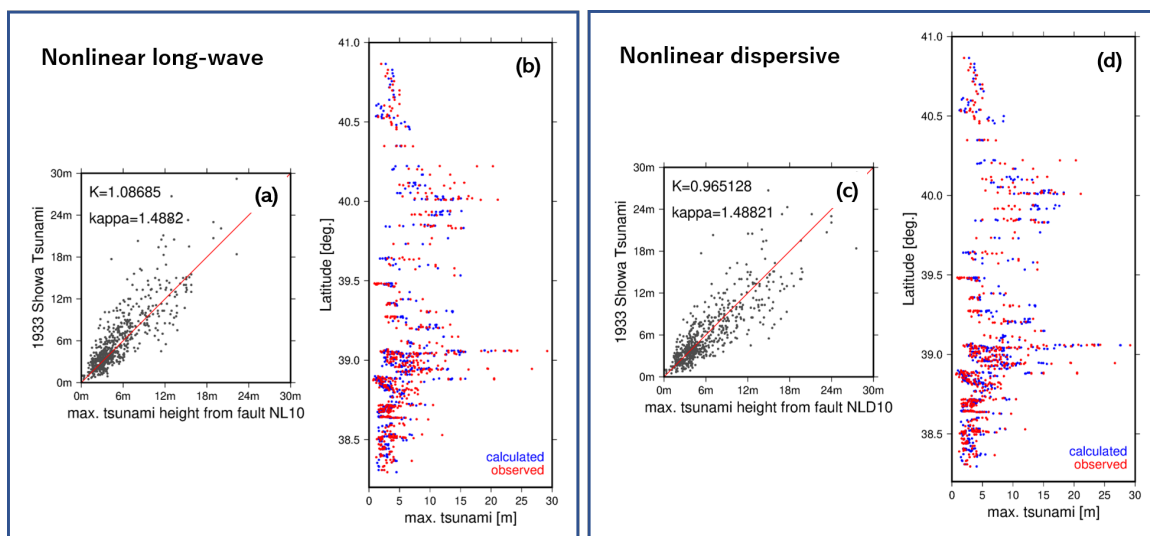 Nonlinear long-wave
(a)
K=1.08685
kappa=1.4882
30m
24m
18m
12m
6m
0m
0m 6m 12m 18m 24m 30m
1933 Showa Tsunami
max. tsunami height from fault NL10
(b)
41.0
40.5
40.0
39.5
39.0
38.5
Latitude [deg.]
calculated
observed
0 5 10 15 20 25 30
max. tsunami [m]
Nonlinear dispersive
(c)
K=0.965128
kappa=1.48821
30m
24m
18m
12m
6m
0m
0m 6m 12m 18m 24m 30m
1933 Showa Tsunami
max. tsunami height from fault NLD10
(d)
41.0
40.5
40.0
39.5
39.0
38.5
Latitude [deg.]
calculated
observed
0 5 10 15 20 25 30
max. tsunami [m]